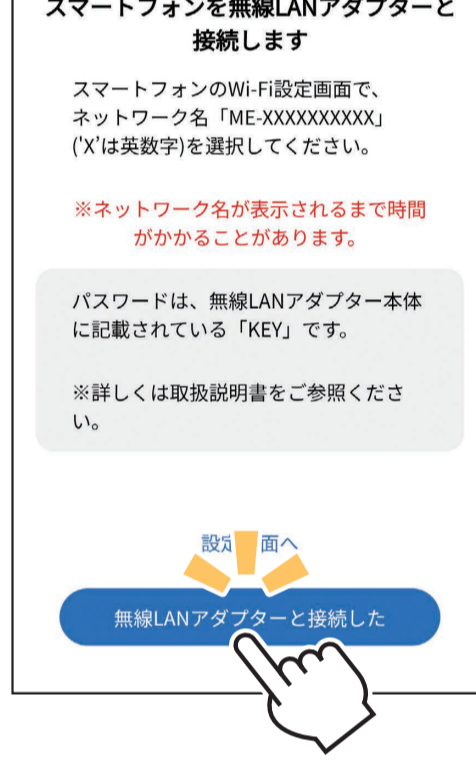 スマートフォンを無線LANアダプターと
接続します
スマートフォンのWi-Fi設定画面で、
ネットワーク名「ME-XXXXXXXXXX」
('X’は英数字)を選択してください。
※ネットワーク名が表示されるまで時間
がかかることがあります。
パスワードは、無線LANアダプター本体
に記載されている「KEY」です。
※詳しくは取扱説明書をご参照くださ
い。
設定画面へ
無線LANアダプターと接続した